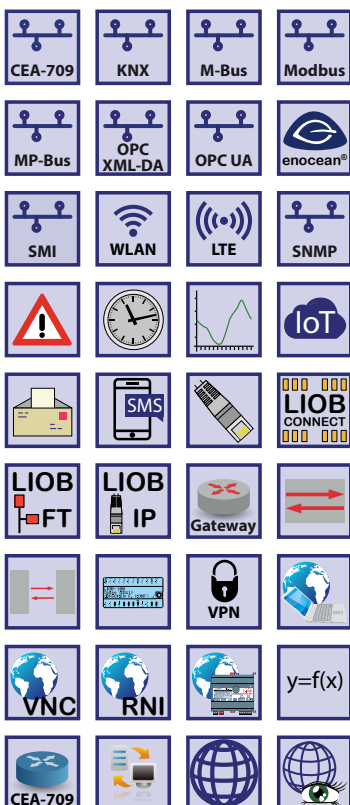 CEA-709
KNX
M-Bus
Modbus
MP-Bus
OPC
XML-DA
OPC UA
enocean®
SMI
WLAN
LTE
SNMP
IoT
SMS
LIOB
CONNECT
LIOB
FT
LIOB
IP
Gateway
VPN
VNC
RNI
y=f(x)
CEA-709